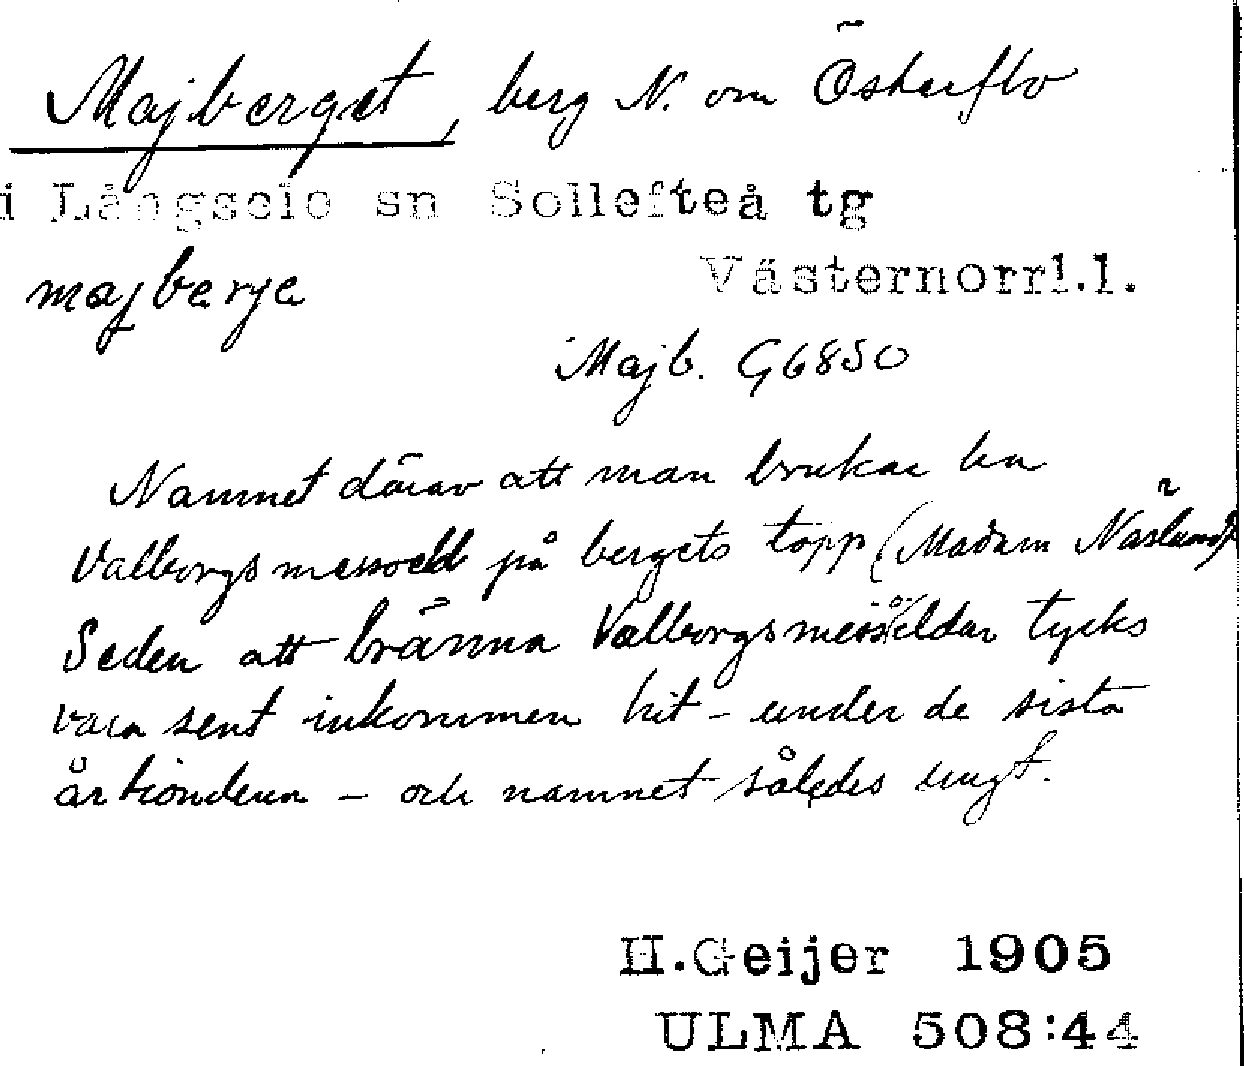 Majberget, berg N. om Österflo
i Långsele sn Sollefteå tg
majberje Västernorrl.l.
Majb. G6850
Namnet därav att man brukar ha
Valborgsmessoeld på bergets topp (Madam Näslund)
Seden att bränna Valborgsmessoeldar tycks
vara sent inkommen hit – under de sista
årtiondena – och namnet således ungt.
H.Geijer 1905
ULMA 508:44